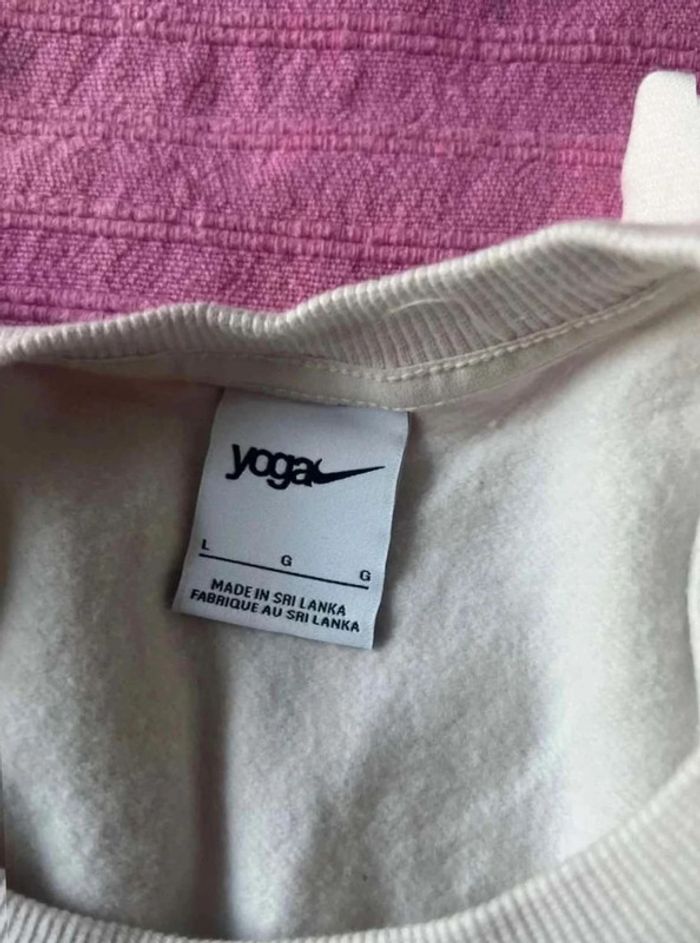 yoga
L
G
G
MADE IN SRI LANKA
FABRIQUE AU SRI LANKA